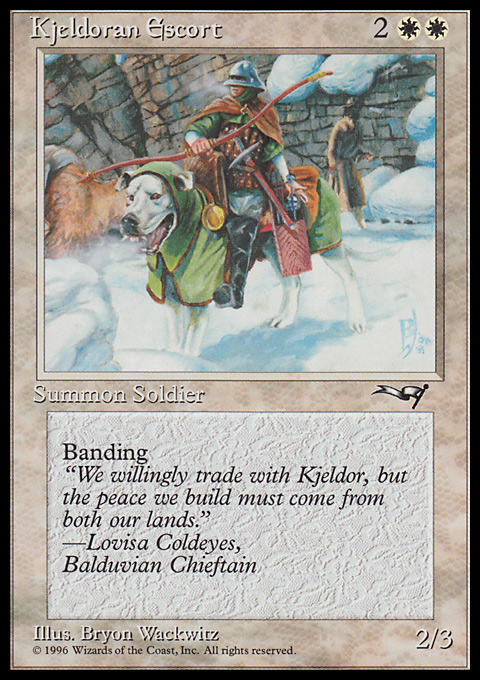 Kjeldoran Escort 2
Summon Soldier
Banding
“We willingly trade with Kjeldor, but
the peace we build must come from
both our lands.”
—Lovisa Coldeyes,
Balduvian Chieftain
Illus. Bryon Wackwitz
2/3
© 1996 Wizards of the Coast, Inc. All rights reserved.